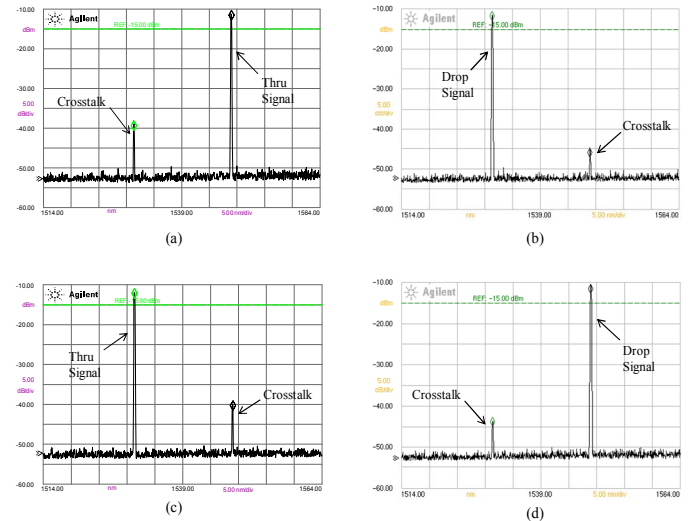 -10.00
Agilent
REF: -15.00 dBm
dBm
-20.00
Thru
Signal
-30.00
Crosstalk
5.00
dB/div
-40.00
-50.00
-60.00
1514.00 nm 1539.00 5.00 nm/div 1564.00
(a)
-10.00
Agilent
REF: -15.00 dBm
dBm
-20.00
Drop
Signal
-30.00
5.00
dB/div
-40.00
Crosstalk
-50.00
-60.00
1514.00 nm 1539.00 5.00 nm/div 1564.00
(b)
-10.00
Agilent
dBm
-20.00
Thru
Signal
-30.00
5.00
dB/div
Crosstalk
-40.00
-50.00
-60.00
1514.00 nm 1539.00 5.00 nm/div 1564.00
(c)
-10.00
Agilent
REF: -15.00 dBm
dBm
-20.00
Drop
Signal
-30.00
5.00
dB/div
Crosstalk
-40.00
-50.00
-60.00
1514.00 nm 1539.00 5.00 nm/div 1564.00
(d)